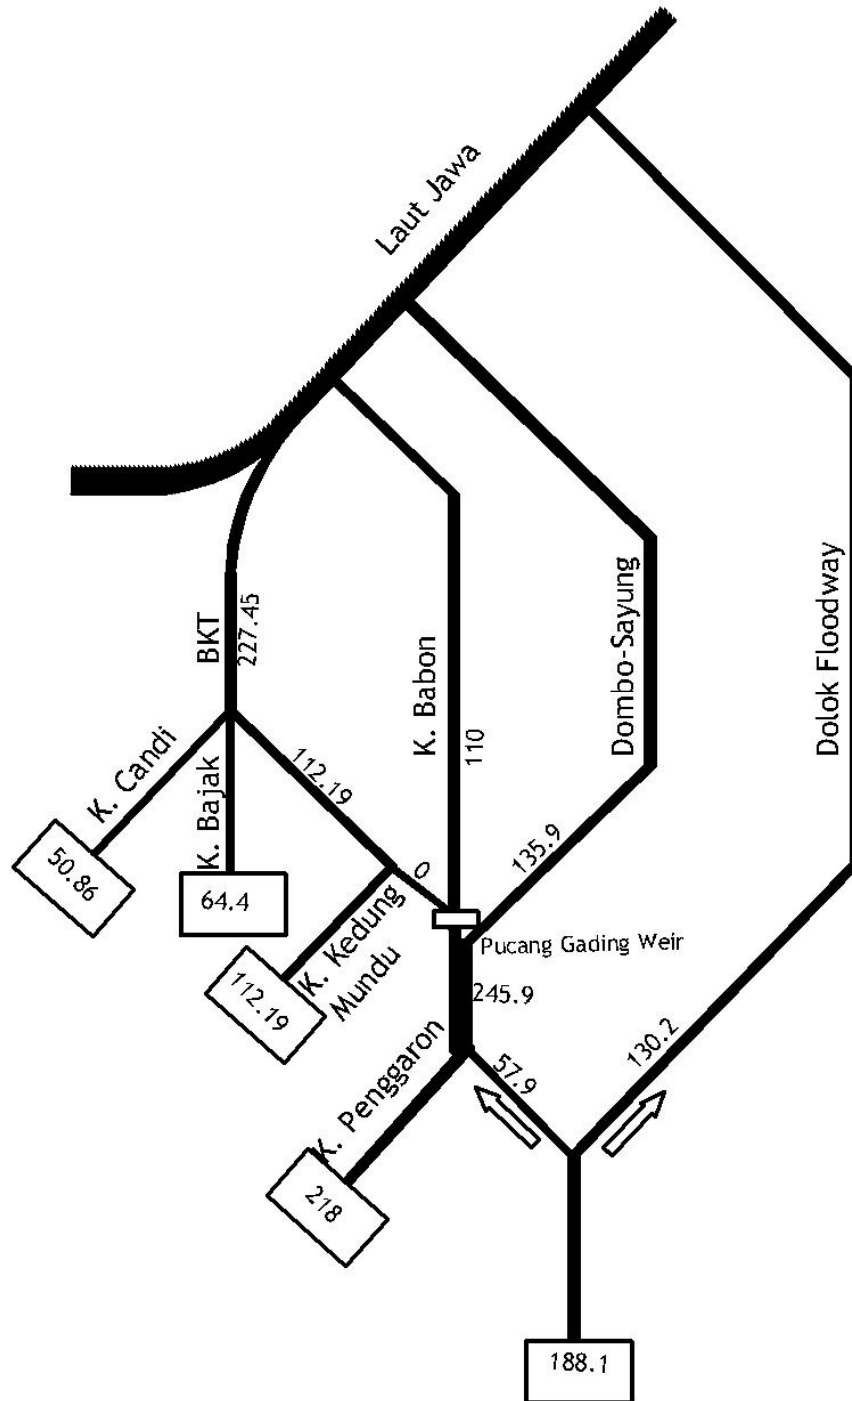 Laut Jawa
BKT
227.45
K. Babon
110
Dombo-Sayung
Dolok Floodway
K. Candi
K. Bajak
112.19
0
135.9
50.86
64.4
K. Kedung
Mundu
112.19
Pucang Gading Weir
245.9
K. Penggaron
57.9
130.2
218
188.1